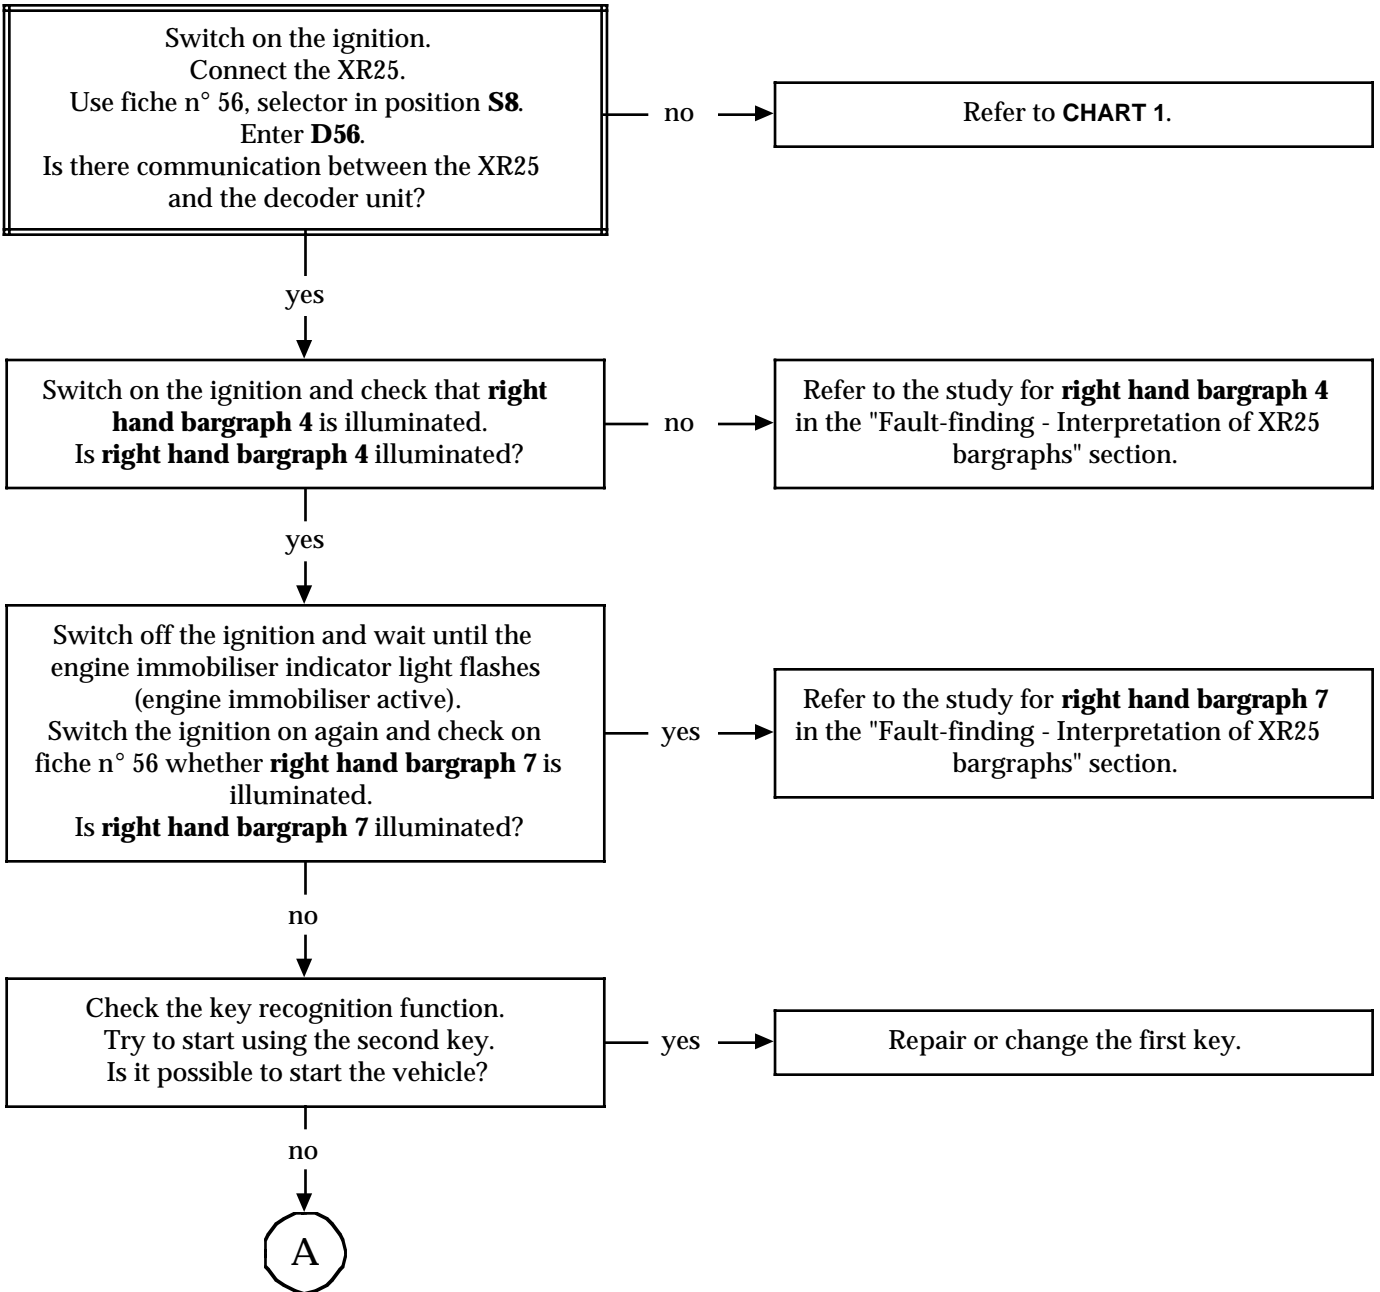 Switch on the ignition.
Connect the XR25.
Use fiche n° 56, selector in position S8.
Enter D56.
Is there communication between the XR25
and the decoder unit?
no
Refer to CHART 1.
yes
Switch on the ignition and check that right
hand bargraph 4 is illuminated.
Is right hand bargraph 4 illuminated?
no
Refer to the study for right hand bargraph 4
in the "Fault-finding - Interpretation of XR25
bargraphs" section.
yes
Switch off the ignition and wait until the
engine immobiliser indicator light flashes
(engine immobiliser active).
Switch the ignition on again and check on
fiche n° 56 whether right hand bargraph 7 is
illuminated.
Is right hand bargraph 7 illuminated?
yes
Refer to the study for right hand bargraph 7
in the "Fault-finding - Interpretation of XR25
bargraphs" section.
no
Check the key recognition function.
Try to start using the second key.
Is it possible to start the vehicle?
yes
Repair or change the first key.
no
A